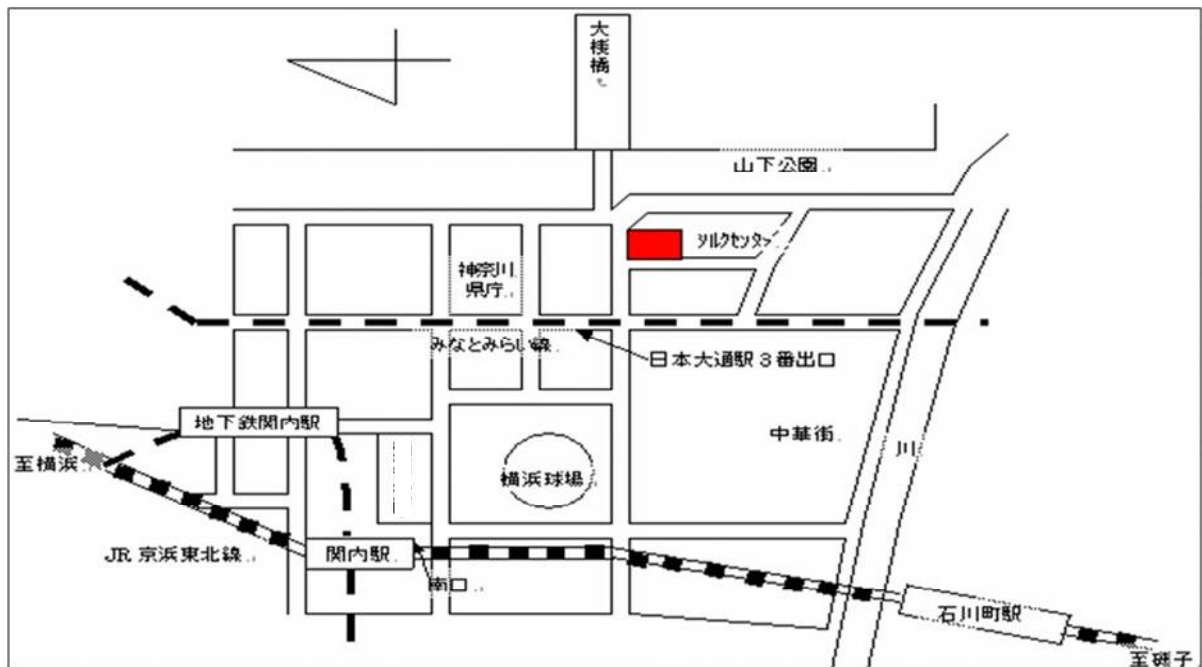 大桟橋
山下公園
シルクセンター
神奈川
県庁
みなとみらい線
日本大通駅3番出口
地下鉄関内駅
中華街
川
至横浜
横浜球場
JR 京浜東北線
関内駅
南口
石川町駅
至磯子